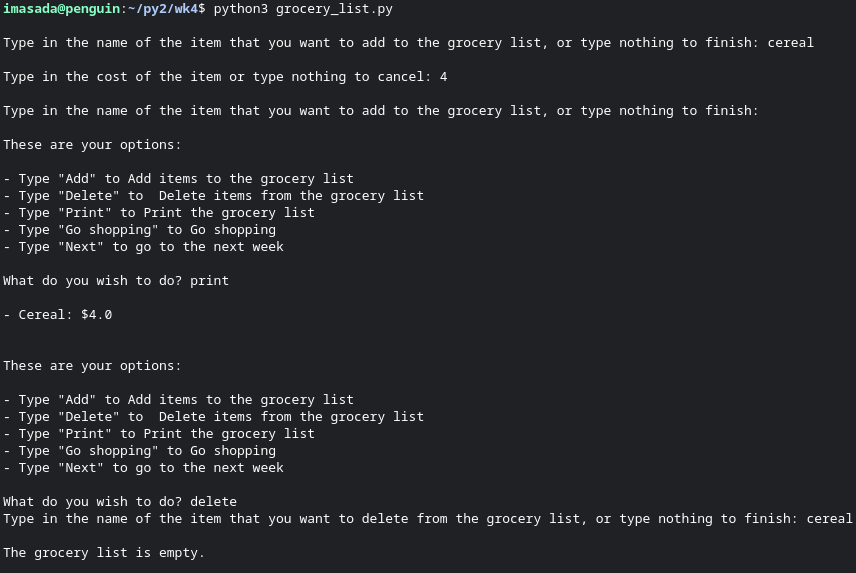 imasada@penguin:~/py2/wk4$ python3 grocery_list.py
Type in the name of the item that you want to add to the grocery list, or type nothing to finish: cereal
Type in the cost of the item or type nothing to cancel: 4
Type in the name of the item that you want to add to the grocery list, or type nothing to finish:
These are your options:
- Type "Add" to Add items to the grocery list
- Type "Delete" to  Delete items from the grocery list
- Type "Print" to Print the grocery list
- Type "Go shopping" to Go shopping
- Type "Next" to go to the next week
What do you wish to do? print
- Cereal: $4.0
These are your options:
- Type "Add" to Add items to the grocery list
- Type "Delete" to  Delete items from the grocery list
- Type "Print" to Print the grocery list
- Type "Go shopping" to Go shopping
- Type "Next" to go to the next week
What do you wish to do? delete
Type in the name of the item that you want to delete from the grocery list, or type nothing to finish: cereal
The grocery list is empty.